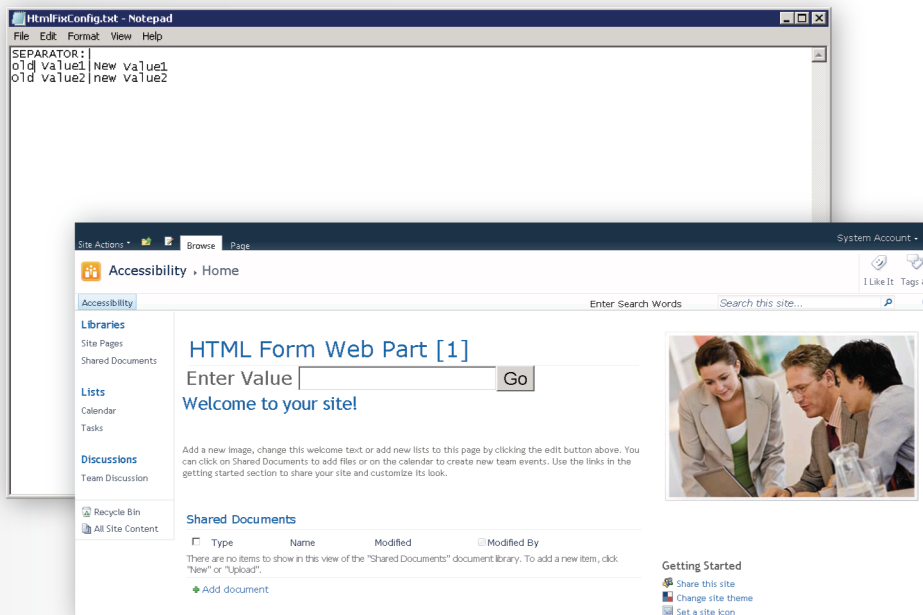 HtmlFixConfig.txt - Notepad
File Edit Format View Help
SEPARATOR:|
old Value1|New Value1
old Value2|new Value2
System Account
Site Actions Browse Page
Accessibility Home
I Like It Tags
Accessibility
Enter Search Words Search this site...
Libraries
Site Pages
Shared Documents
Lists
Calendar
Tasks
Discussions
Team Discussion
Recycle Bin
All Site Content
HTML Form Web Part [1]
Enter Value Go
Welcome to your site!
Add a new image, change this welcome text or add new lists to this page by clicking the edit button above. You
can click on Shared Documents to add files or on the calendar to create new team events. Use the links in the
getting started section to share your site and customize its look.
Shared Documents
Type Name Modified Modified By
There are no items to show in this view of the "Shared Documents" document library. To add a new item, click
"New" or "Upload".
Add document
Getting Started
Share this site
Change site theme
Set a site icon